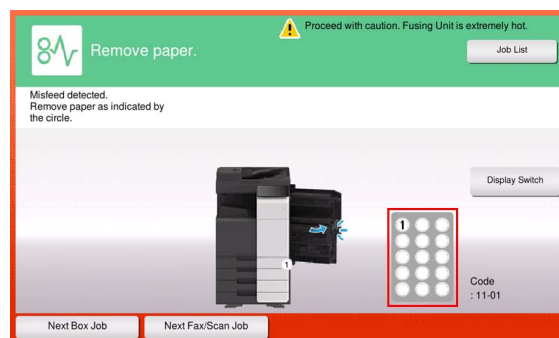 Proceed with caution. Fusing Unit is extremely hot.
Remove paper.
Job List
Misfeed detected.
Remove paper as indicated by
the circle.
Display Switch
1
1
Code
: 11-01
Next Box Job
Next Fax/Scan Job